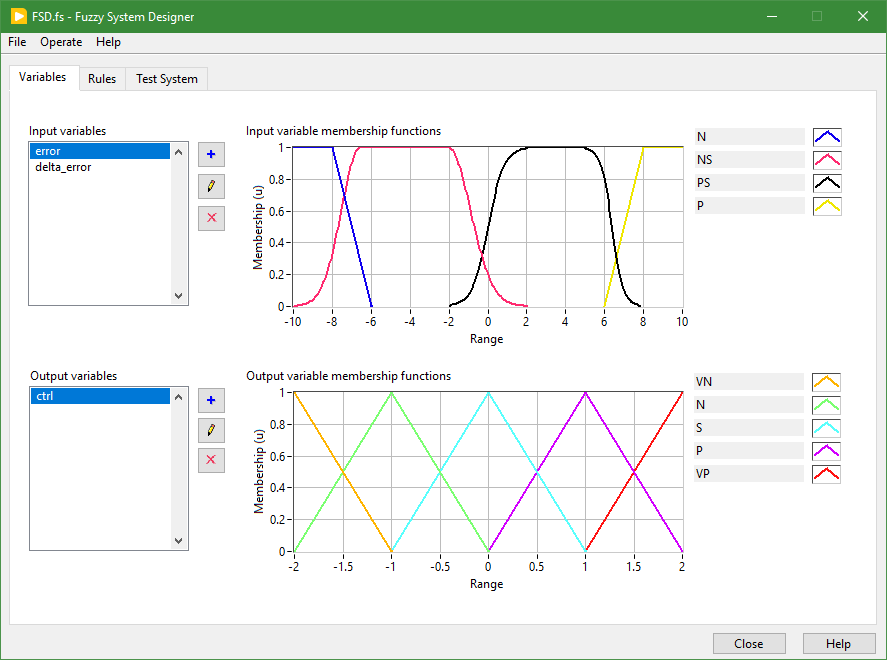 FSD.fs - Fuzzy System Designer
File Operate Help
Variables Rules Test System
Input variables
error
delta_error
Input variable membership functions
Membership (u)
1
0.8
0.6
0.4
0.2
0
-10 -8 -6 -4 -2 0 2 4 6 8 10
Range
N
NS
PS
P
Output variables
ctrl
Output variable membership functions
Membership (u)
1
0.8
0.6
0.4
0.2
0
-2 -1.5 -1 -0.5 0 0.5 1 1.5 2
Range
VN
N
S
P
VP
Close Help